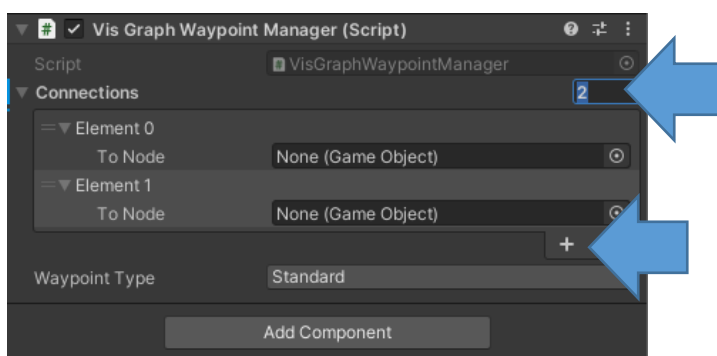 # Vis Graph Waypoint Manager (Script)
Script # VisGraphWaypointManager
Connections 2
Element 0
To Node None (Game Object)
Element 1
To Node None (Game Object)
+
Waypoint Type Standard
Add Component